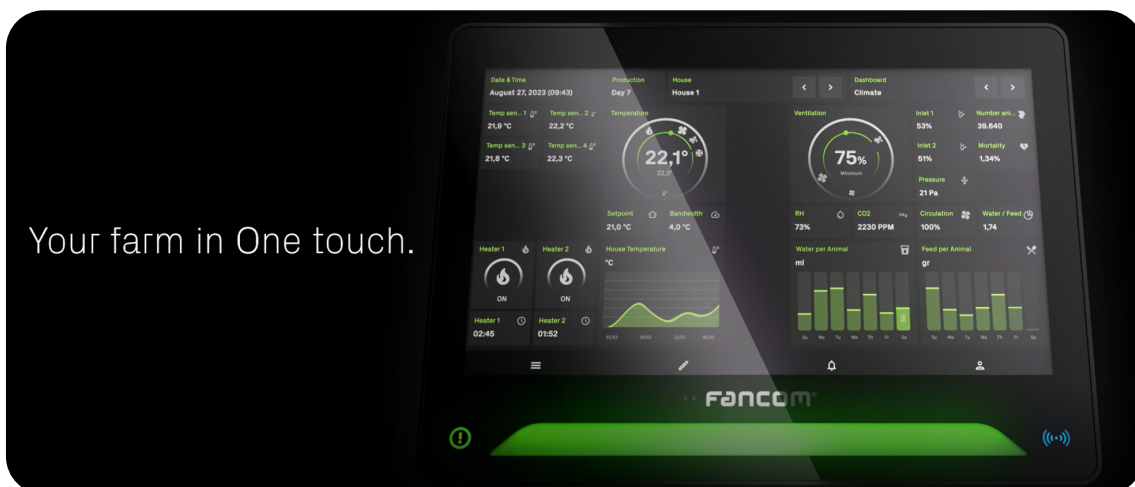 Your farm in One touch.
Date & Time
August 27, 2023 (09:43)
Production
Day 7
House
House 1
Dashboard
Climate
Temp sen... 1
21,9 °C
Temp sen... 2
22,2 °C
Temp sen... 3
21,8 °C
Temp sen... 4
22,3 °C
Temperature
22,1°
22,3°
Setpoint
21,0 °C
Bandwidth
4,0 °C
Ventilation
75%
Minimum
Inlet 1
53%
Number ani...
39.640
Inlet 2
51%
Mortality
1,34%
Pressure
21 Pa
RH
73%
CO2
2230 PPM
Circulation
100%
Water / Feed
1,74
Heater 1
ON
Heater 2
ON
Heater 1
02:45
Heater 2
01:52
House Temperature
°C
Water per Animal
ml
Su Mo Tu We Th Fr Sa
Feed per Animal
gr
Su Mo Tu We Th Fr Sa
Fancom